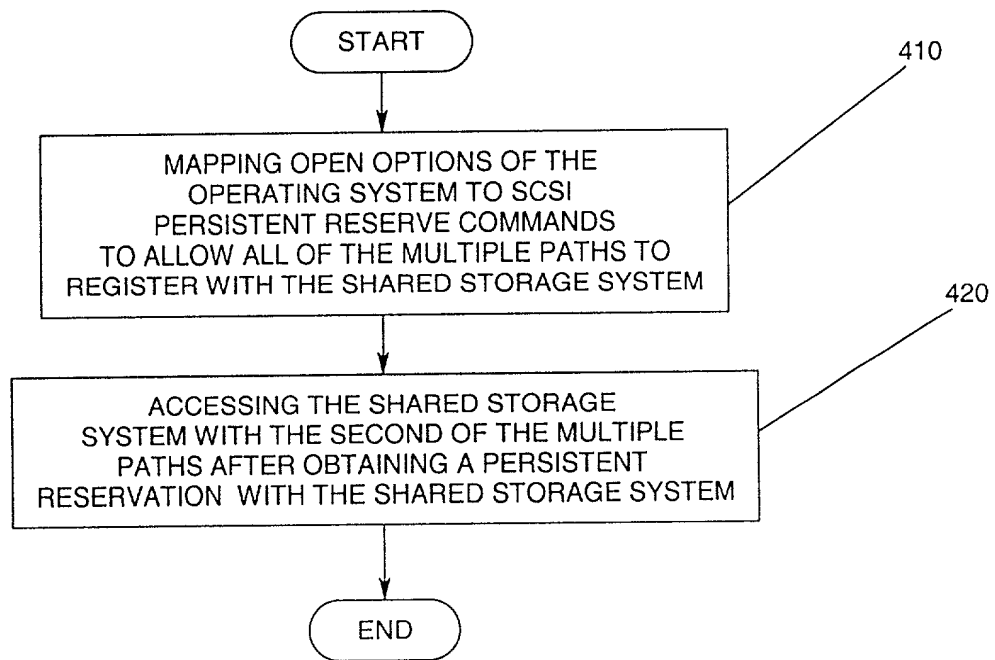 START
410
MAPPING OPEN OPTIONS OF THE
OPERATING SYSTEM TO SCSI
PERSISTENT RESERVE COMMANDS
TO ALLOW ALL OF THE MULTIPLE PATHS TO
REGISTER WITH THE SHARED STORAGE SYSTEM
420
ACCESSING THE SHARED STORAGE
SYSTEM WITH THE SECOND OF THE MULTIPLE
PATHS AFTER OBTAINING A PERSISTENT
RESERVATION WITH THE SHARED STORAGE SYSTEM
END